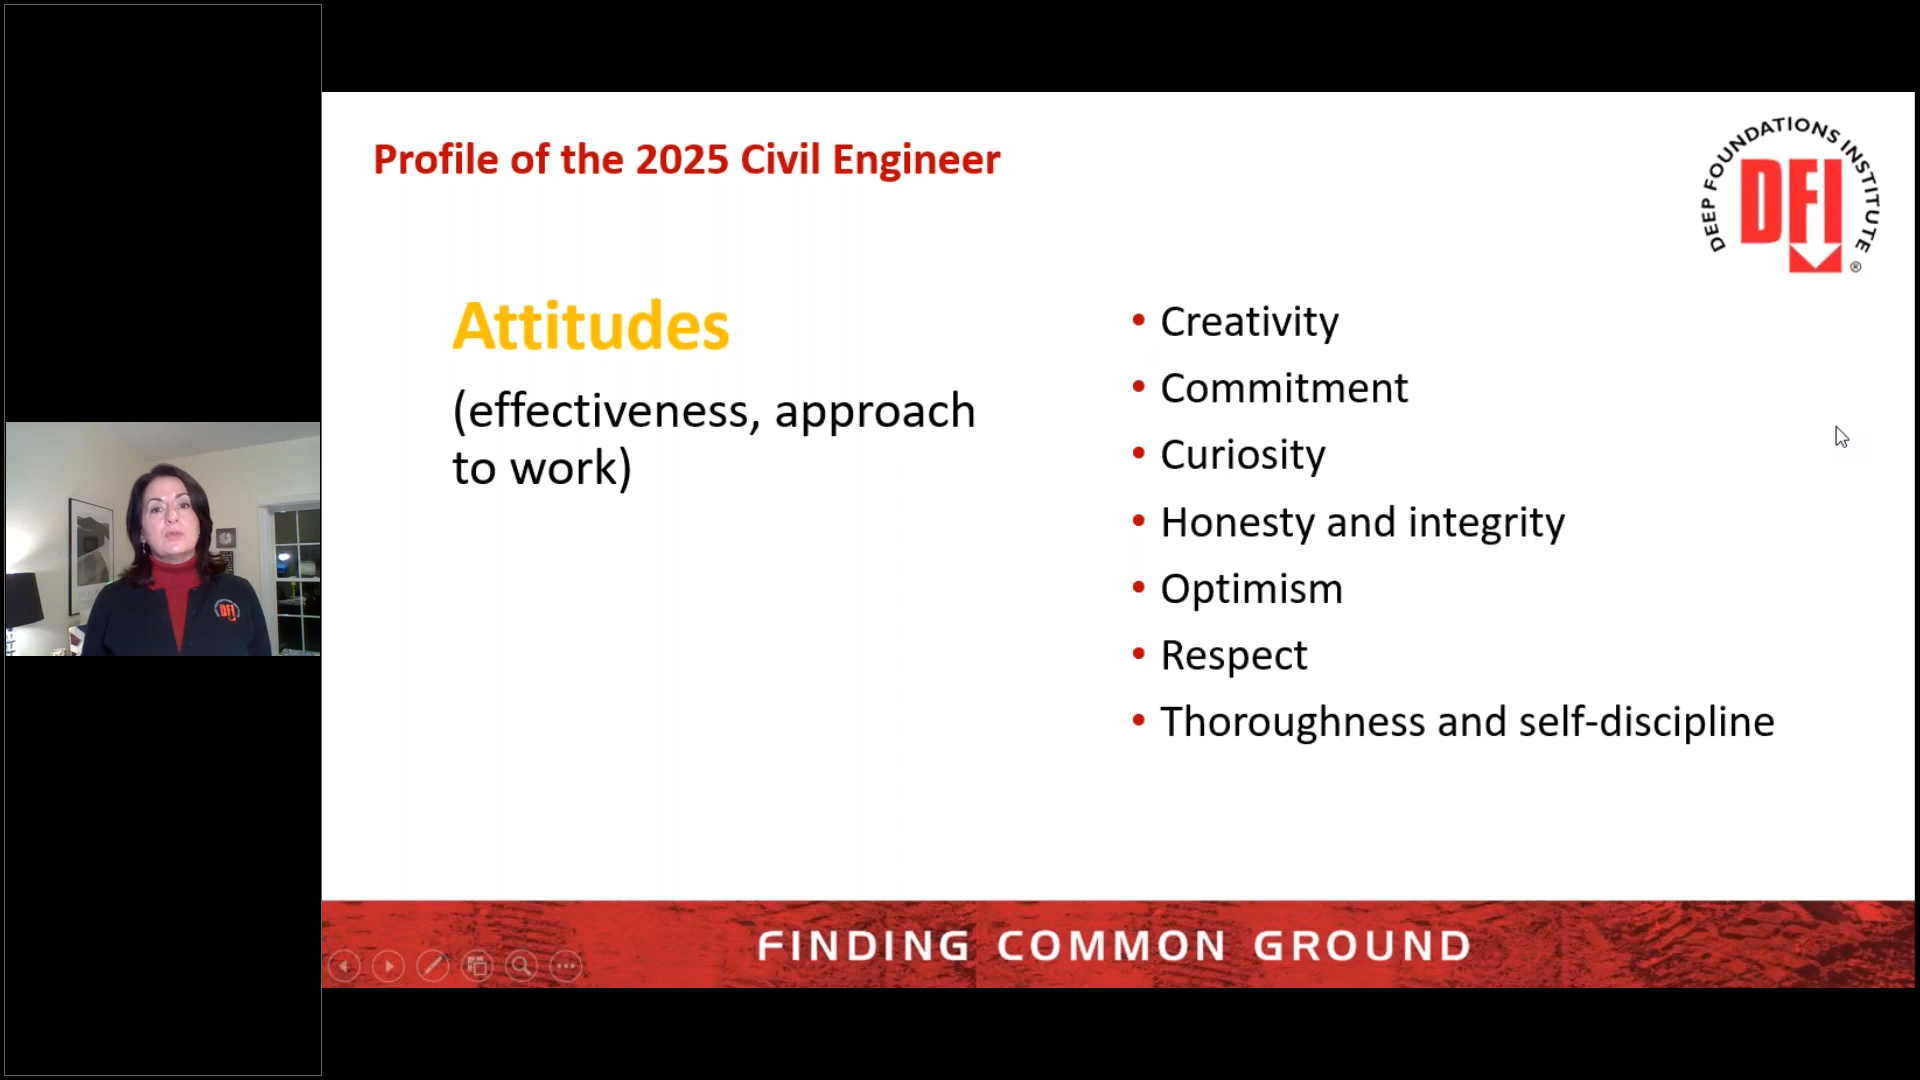 Profile of the 2025 Civil Engineer
DEEP FOUNDATIONS INSTITUTE
DFI
®
Attitudes
(effectiveness, approach
to work)
• Creativity
• Commitment
• Curiosity
• Honesty and integrity
• Optimism
• Respect
• Thoroughness and self-discipline
DFI
FINDING COMMON GROUND